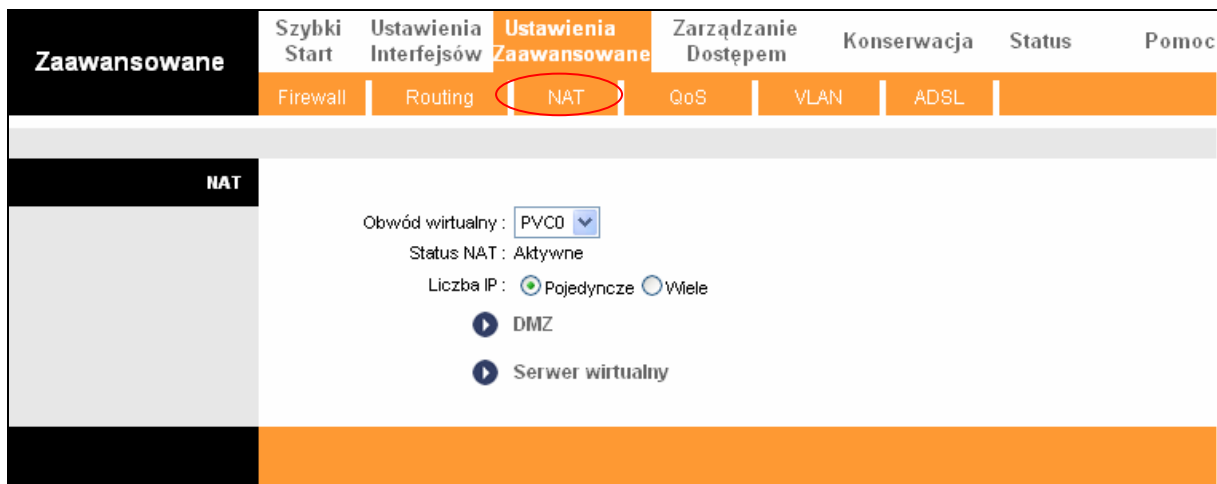 Zaawansowane
Szybki Start
Ustawienia Interfejsów
Ustawienia Zaawansowane
Zarządzanie Dostępem
Konserwacja
Status
Pomoc
Firewall Routing NAT QoS VLAN ADSL
NAT
Obwód wirtualny : PVC0
Status NAT : Aktywne
Liczba IP : Pojedyncze Wiele
DMZ
Serwer wirtualny